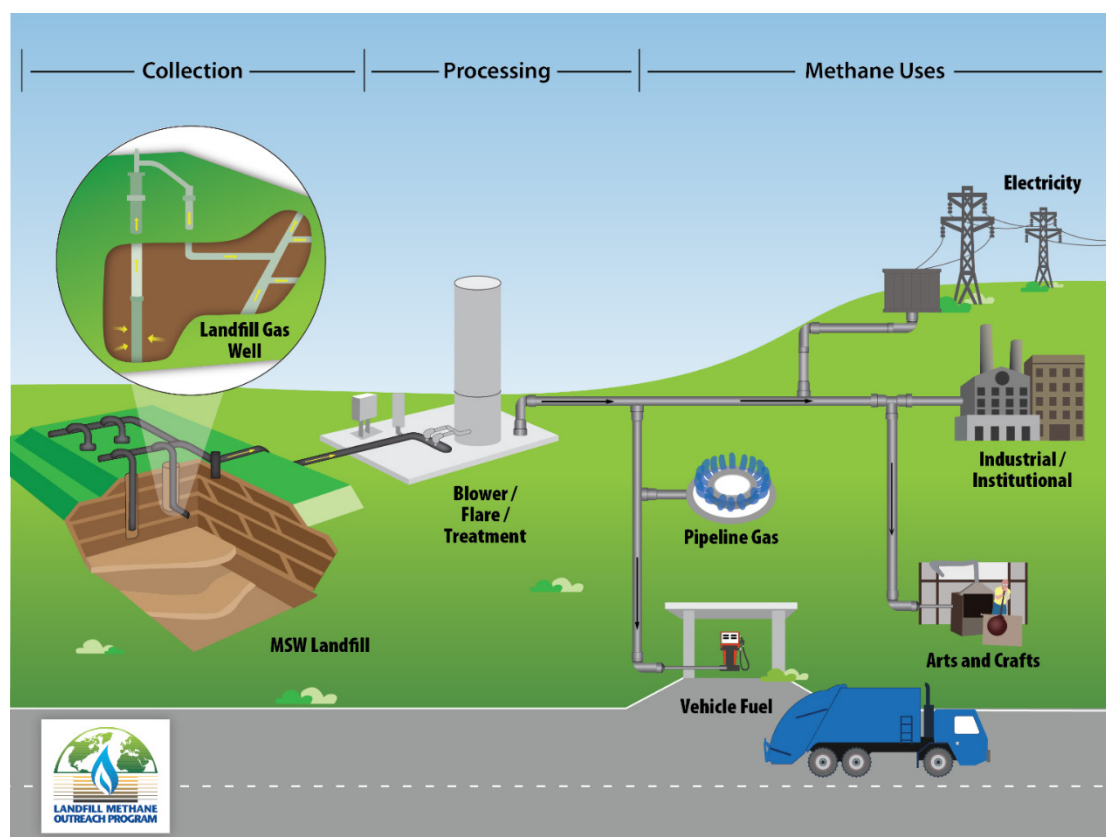 Collection
Processing
Methane Uses
Landfill Gas
Well
Electricity
Industrial /
Institutional
Blower /
Flare /
Treatment
Pipeline Gas
MSW Landfill
Arts and Crafts
Vehicle Fuel
LANDFILL METHANE
OUTREACH PROGRAM